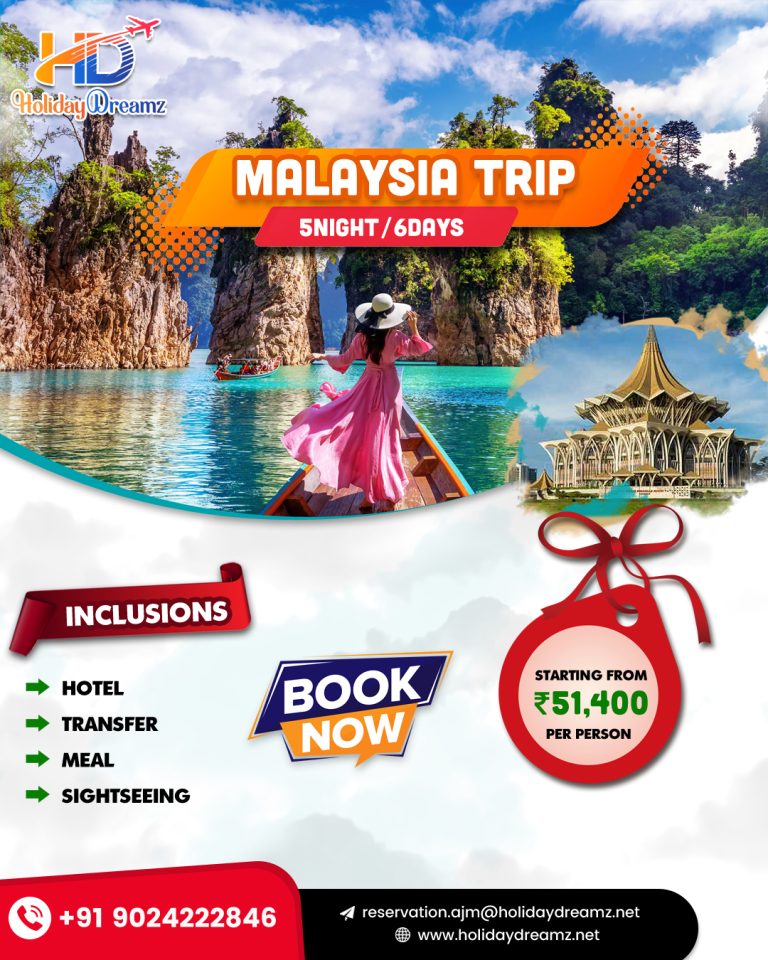 HD
Holiday Dreamz
MALAYSIA TRIP
5NIGHT/6DAYS
INCLUSIONS
HOTEL
TRANSFER
MEAL
SIGHTSEEING
BOOK
NOW
STARTING FROM
₹51,400
PER PERSON
+91 9024222846
reservation.ajm@holidaydreamz.net
www.holidaydreamz.net